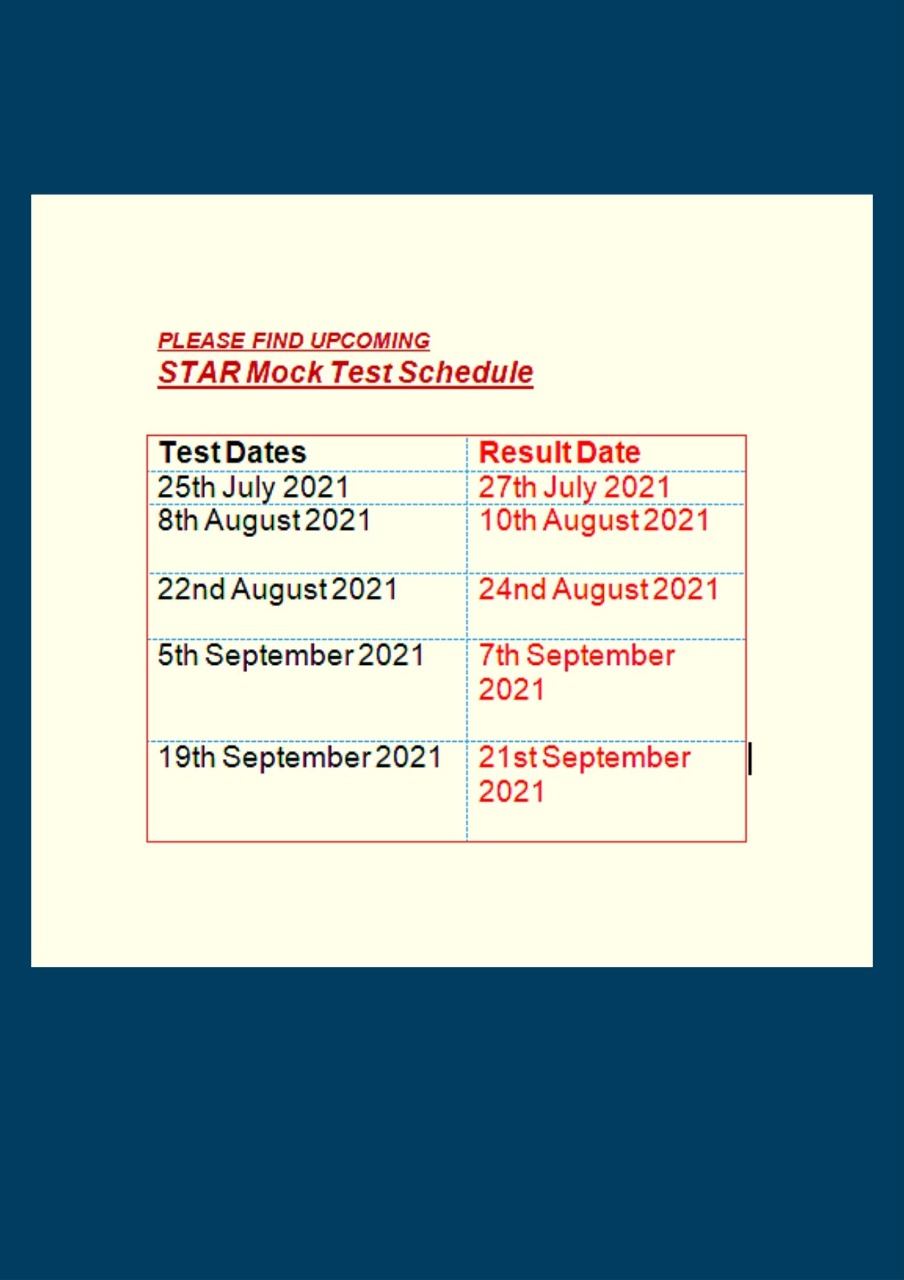 PLEASE FIND UPCOMING
STAR Mock Test Schedule
Test Dates Result Date
25th July 2021 27th July 2021
8th August 2021 10th August 2021
22nd August 2021 24nd August 2021
5th September 2021 7th September
2021
19th September 2021 21st September
2021